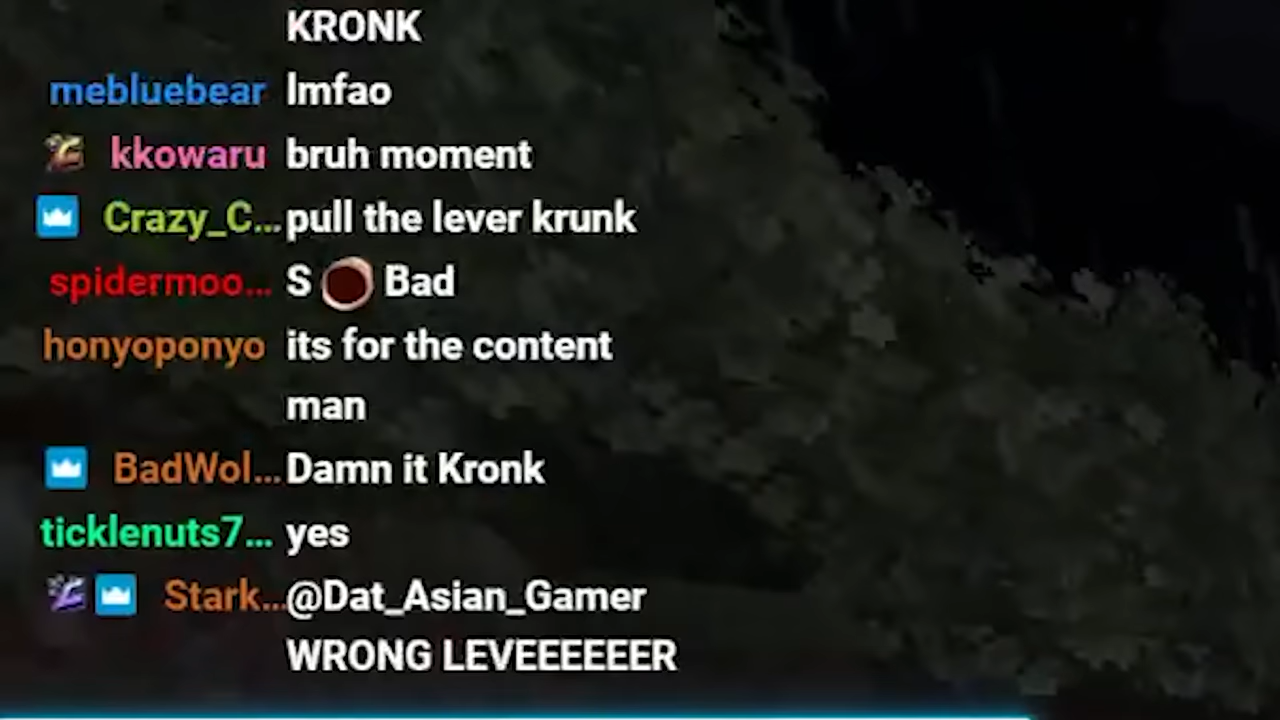 KRONK
mebluebear lmfao
kkowaru bruh moment
Crazy_C... pull the lever krunk
spidermoo... S Bad
honyoponyo its for the content
man
BadWol... Damn it Kronk
ticklenuts7... yes
Stark... @Dat_Asian_Gamer
WRONG LEVEEEEEER